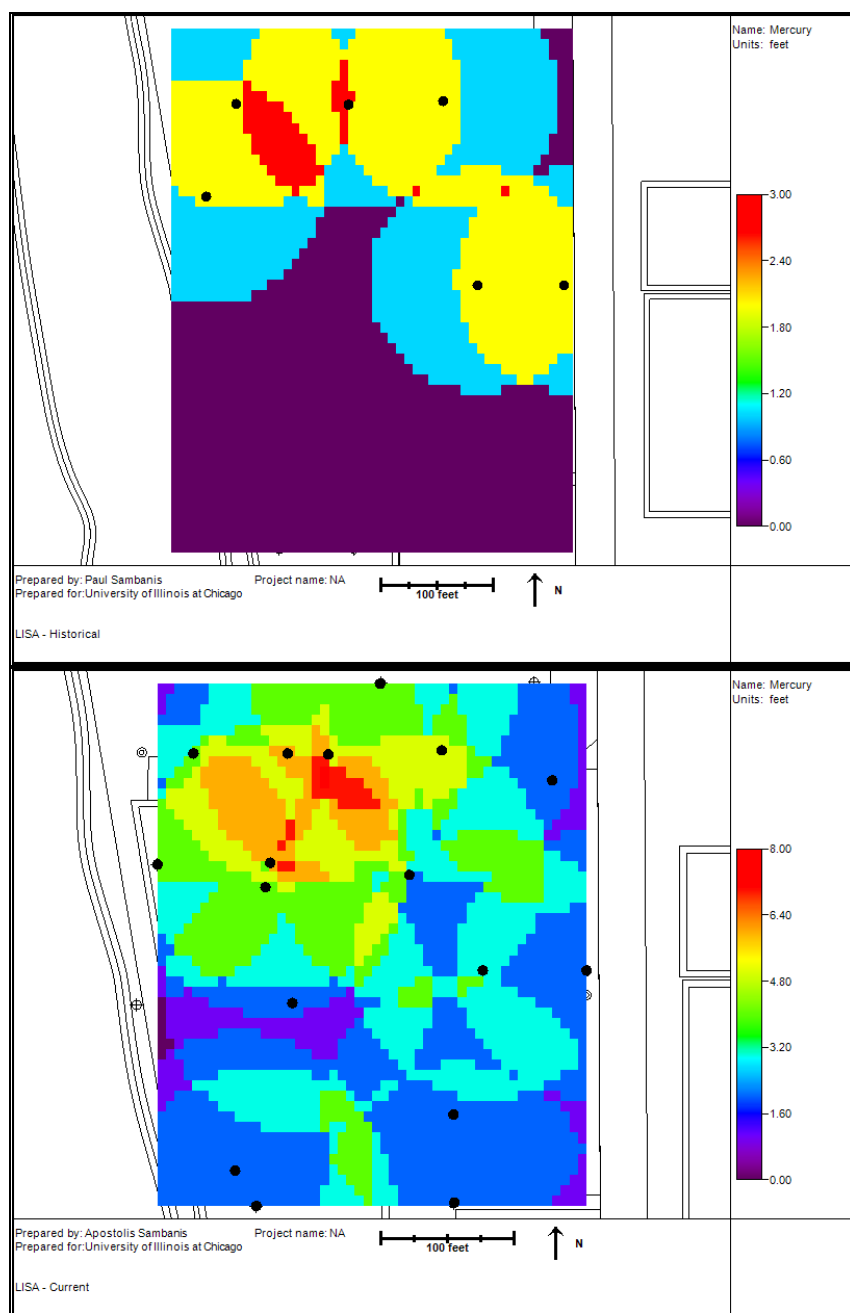 Name: Mercury
Units: feet
3.00
2.40
1.80
1.20
0.60
0.00
Prepared by: Paul Sambanis Project name: NA
Prepared for:University of Illinois at Chicago
100 feet
N
LISA - Historical
Name: Mercury
Units: feet
8.00
6.40
4.80
3.20
1.60
0.00
Prepared by: Apostolis Sambanis Project name: NA
Prepared for:University of Illinois at Chicago
100 feet
N
LISA - Current